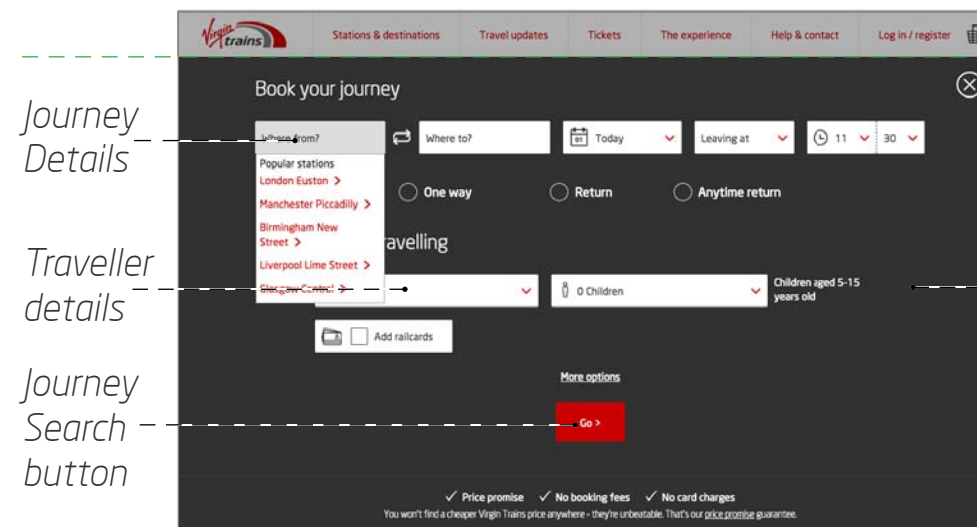 Virgin trains
Stations & destinations Travel updates Tickets The experience Help & contact Log in / register
Book your journey
Journey Details
Where from? Where to? 01 Today Leaving at 11 30
Popular stations
London Euston >
Manchester Piccadilly >
Birmingham New
Street >
Liverpool Lime Street >
Glasgow Central >
One way Return Anytime return
avelling
Traveller
details
0 Children
Children aged 5-15
years old
Add railcards
More options
Journey
Search
button
Go >
✓ Price promise ✓ No booking fees ✓ No card charges
You won't find a cheaper Virgin Trains price anywhere - they're unbeatable. That's our price promise guarantee.